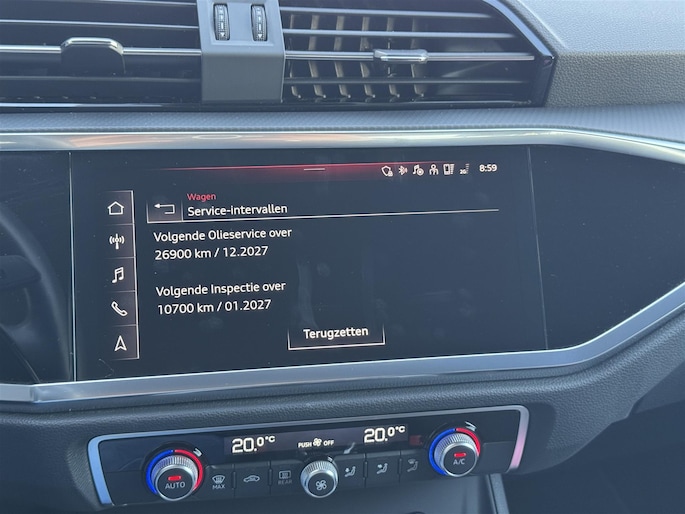 8:59
Wagen
Service-intervallen
Volgende Olieservice over
26900 km / 12.2027
Volgende Inspectie over
10700 km / 01.2027
Terugzetten
20.0°C
PUSH OFF
20.0°C
AUTO
MAX
REAR
A/C